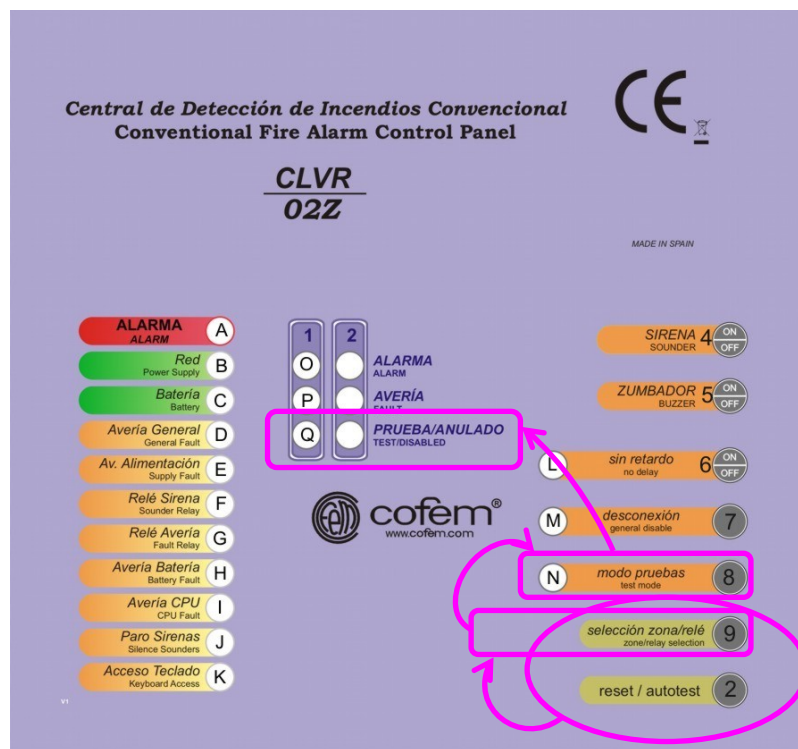 Central de Detección de Incendios Convencional
Conventional Fire Alarm Control Panel
CE
CLVR
02Z
MADE IN SPAIN
ALARMA
ALARM
A
Red
Power Supply
B
Batería
Battery
C
Avería General
General Fault
D
Av. Alimentación
Supply Fault
E
Relé Sirena
Sounder Relay
F
Relé Avería
Fault Relay
G
Avería Batería
Battery Fault
H
Avería CPU
CPU Fault
I
Paro Sirenas
Silence Sounders
J
Acceso Teclado
Keyboard Access
K
V1
1 2
O
ALARMA
ALARM
P
AVERÍA
FAULT
Q
PRUEBA/ANULADO
TEST/DISABLED
cofem®
www.cofem.com
SIRENA 4 ON
SOUNDER OFF
ZUMBADOR 5 ON
BUZZER OFF
L
sin retardo 6 ON
no delay OFF
M
desconexión 7
general disable
N
modo pruebas 8
test mode
selección zona/relé 9
zone/relay selection
reset / autotest 2